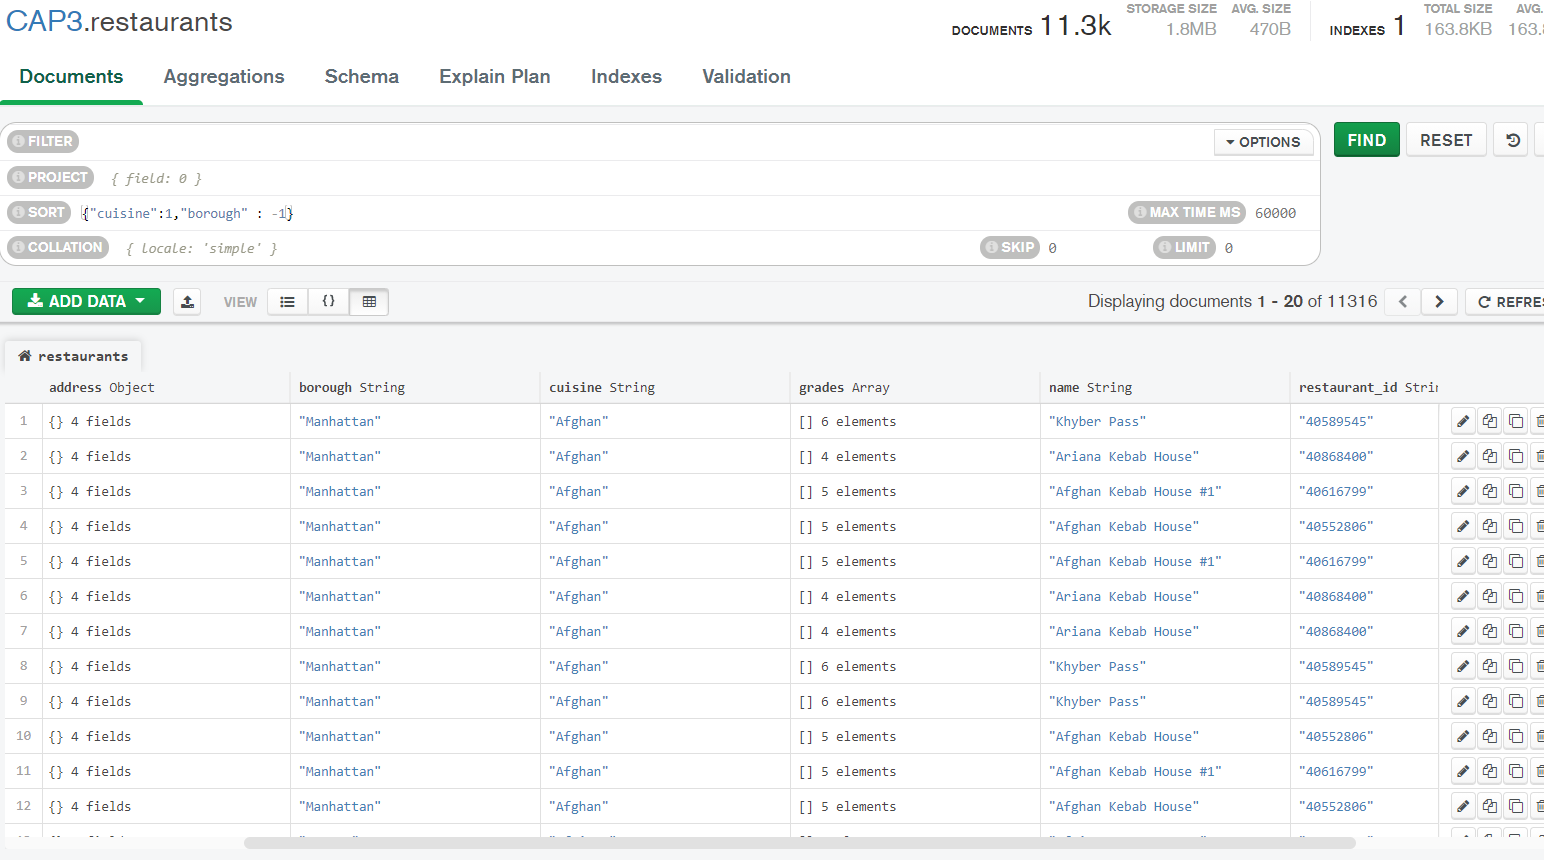 CAP3.restaurants
DOCUMENTS 11.3k STORAGE SIZE 1.8MB AVG. SIZE 470B INDEXES 1 TOTAL SIZE 163.8KB AVG.
Documents Aggregations Schema Explain Plan Indexes Validation
FILTER OPTIONS FIND RESET
PROJECT { field: 0 }
SORT {"cuisine":1,"borough" : -1} MAX TIME MS 60000
COLLATION { locale: 'simple' } SKIP 0 LIMIT 0
ADD DATA VIEW {} Displaying documents 1 - 20 of 11316 < > REFRE
restaurants
address Object borough String cuisine String grades Array name String restaurant_id Strin
1 {} 4 fields "Manhattan" "Afghan" [] 6 elements "Khyber Pass" "40589545"
2 {} 4 fields "Manhattan" "Afghan" [] 4 elements "Ariana Kebab House" "40868400"
3 {} 4 fields "Manhattan" "Afghan" [] 5 elements "Afghan Kebab House #1" "40616799"
4 {} 4 fields "Manhattan" "Afghan" [] 5 elements "Afghan Kebab House" "40552806"
5 {} 4 fields "Manhattan" "Afghan" [] 5 elements "Afghan Kebab House #1" "40616799"
6 {} 4 fields "Manhattan" "Afghan" [] 4 elements "Ariana Kebab House" "40868400"
7 {} 4 fields "Manhattan" "Afghan" [] 4 elements "Ariana Kebab House" "40868400"
8 {} 4 fields "Manhattan" "Afghan" [] 6 elements "Khyber Pass" "40589545"
9 {} 4 fields "Manhattan" "Afghan" [] 6 elements "Khyber Pass" "40589545"
10 {} 4 fields "Manhattan" "Afghan" [] 5 elements "Afghan Kebab House" "40552806"
11 {} 4 fields "Manhattan" "Afghan" [] 5 elements "Afghan Kebab House #1" "40616799"
12 {} 4 fields "Manhattan" "Afghan" [] 5 elements "Afghan Kebab House" "40552806"